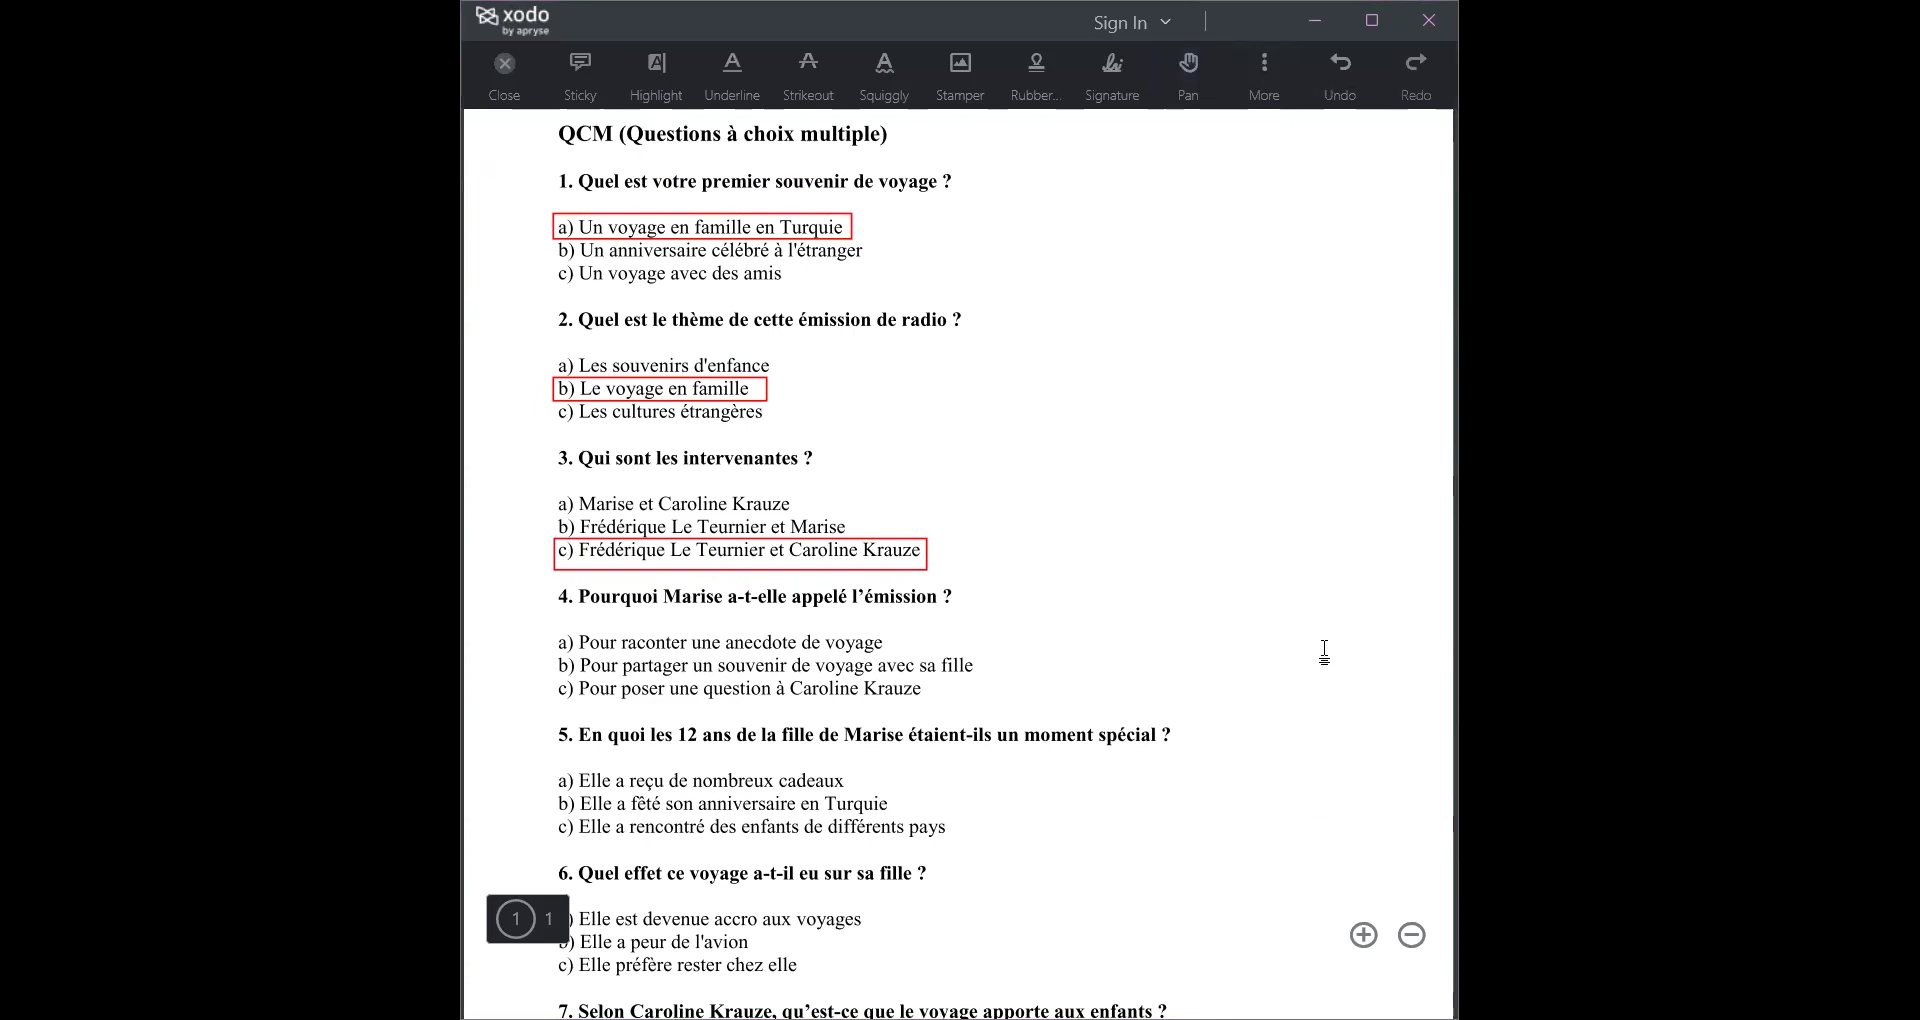 xodo
by apryse
Sign In
Close Sticky Highlight Underline Strikeout Squiggly Stamper Rubber... Signature Pan More Undo Redo
QCM (Questions à choix multiple)
1. Quel est votre premier souvenir de voyage ?
a) Un voyage en famille en Turquie
b) Un anniversaire célébré à l'étranger
c) Un voyage avec des amis
2. Quel est le thème de cette émission de radio ?
a) Les souvenirs d'enfance
b) Le voyage en famille
c) Les cultures étrangères
3. Qui sont les intervenantes ?
a) Marise et Caroline Krauze
b) Frédérique Le Teurnier et Marise
c) Frédérique Le Teurnier et Caroline Krauze
4. Pourquoi Marise a-t-elle appelé l’émission ?
a) Pour raconter une anecdote de voyage
b) Pour partager un souvenir de voyage avec sa fille
c) Pour poser une question à Caroline Krauze
5. En quoi les 12 ans de la fille de Marise étaient-ils un moment spécial ?
a) Elle a reçu de nombreux cadeaux
b) Elle a fêté son anniversaire en Turquie
c) Elle a rencontré des enfants de différents pays
6. Quel effet ce voyage a-t-il eu sur sa fille ?
1 1 ) Elle est devenue accro aux voyages
b) Elle a peur de l'avion
c) Elle préfère rester chez elle
7. Selon Caroline Krauze, qu’est-ce que le voyage apporte aux enfants ?